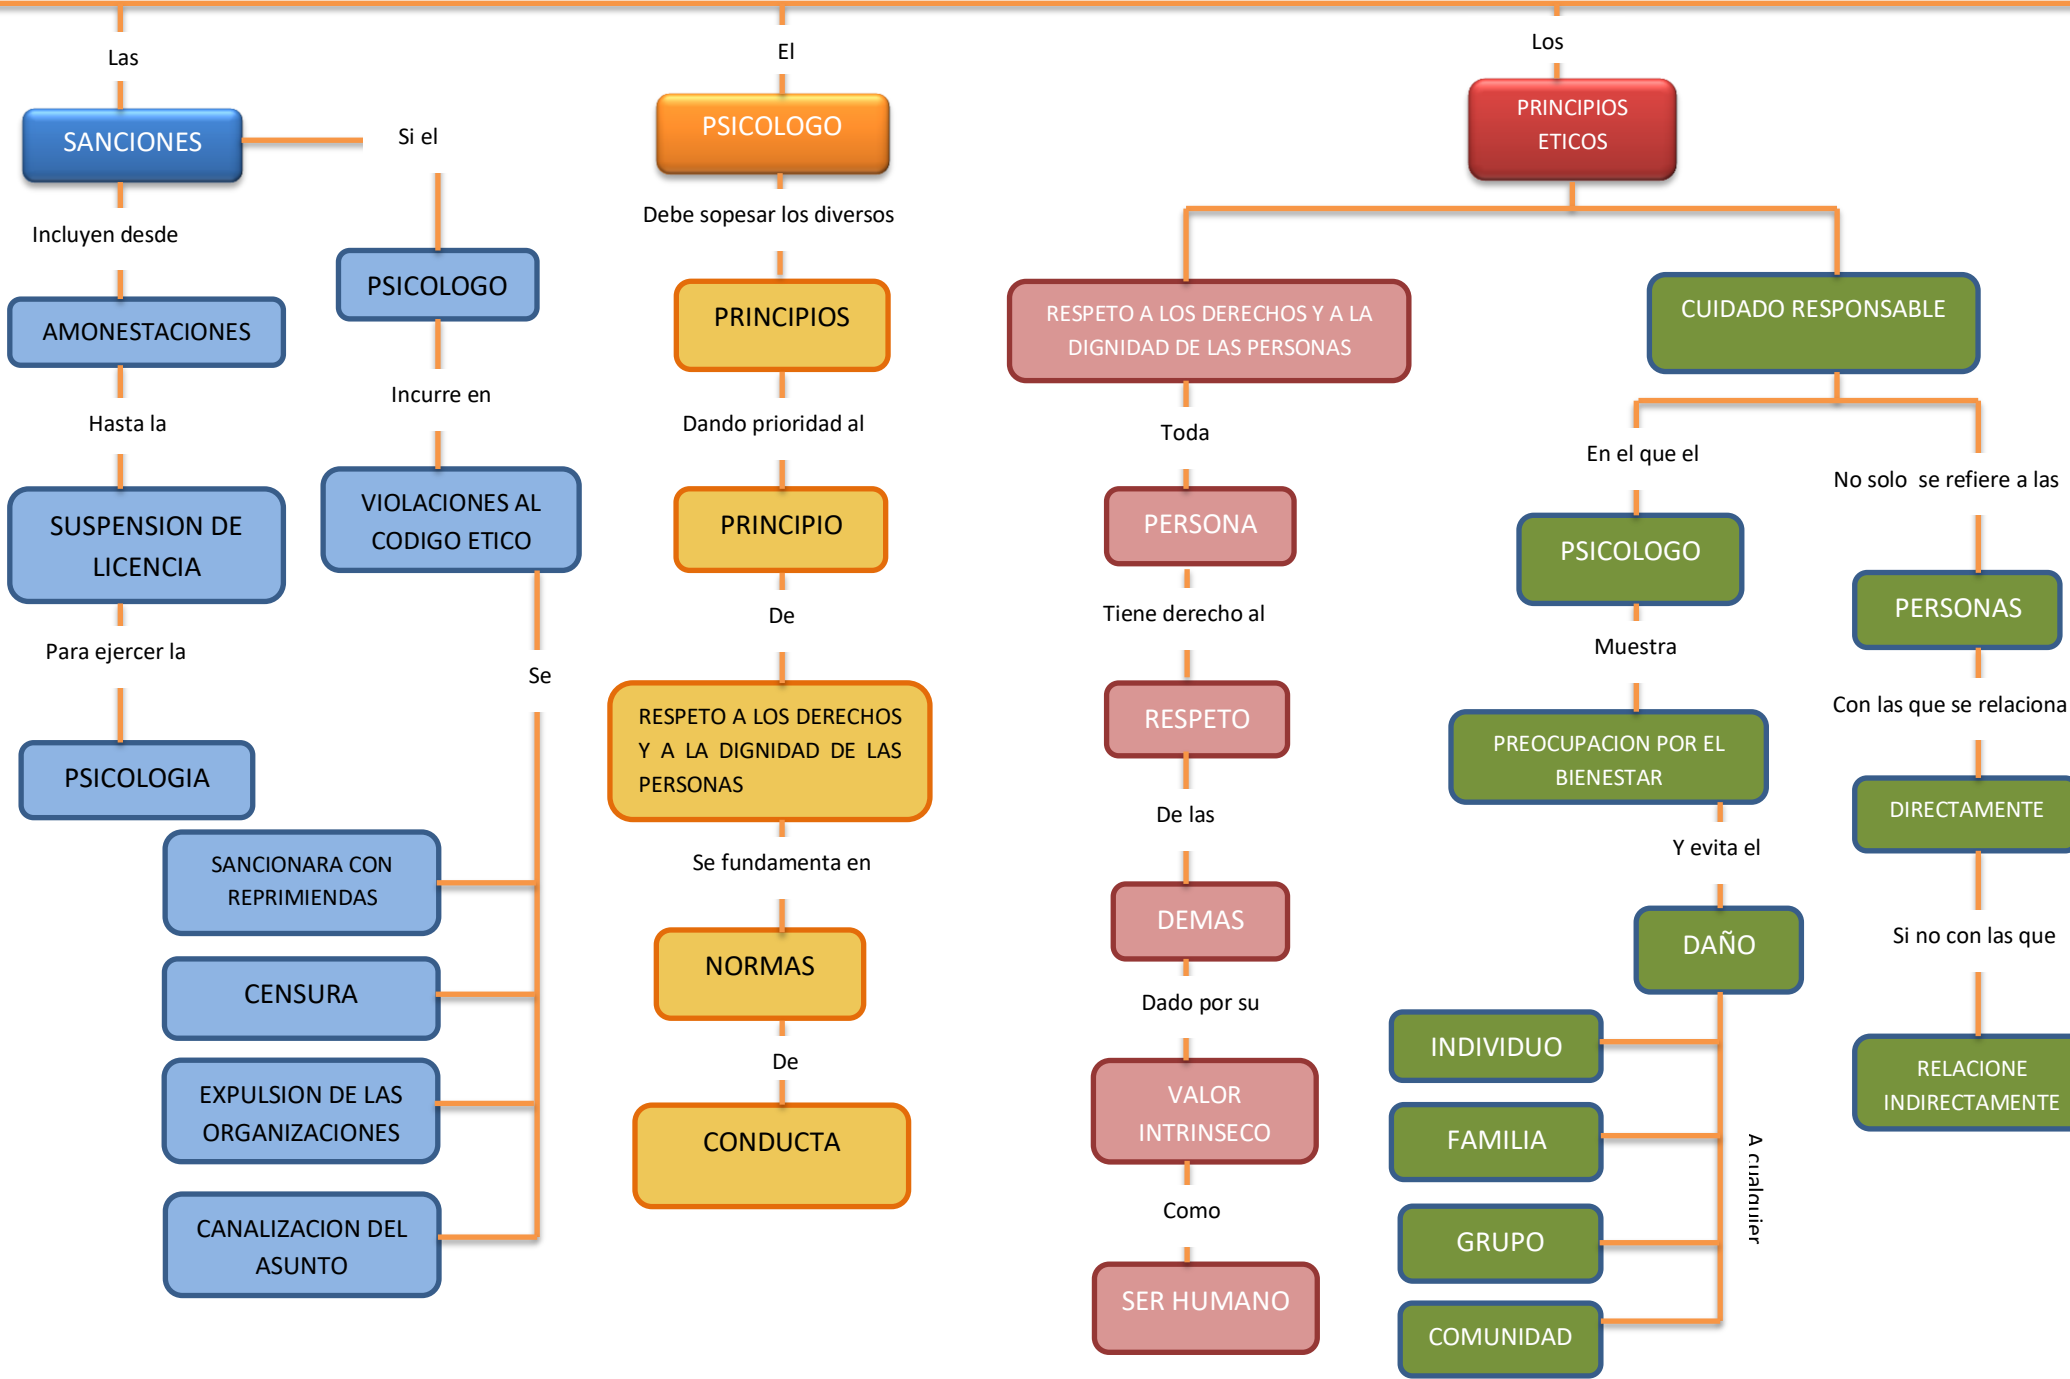 Las
SANCIONES
Si el
Incluyen desde
AMONESTACIONES
Hasta la
SUSPENSION DE
LICENCIA
Para ejercer la
PSICOLOGIA
PSICOLOGO
Incurre en
VIOLACIONES AL
CODIGO ETICO
Se
SANCIONARA CON
REPRIMIENDAS
CENSURA
EXPULSION DE LAS
ORGANIZACIONES
CANALIZACION DEL
ASUNTO
El
PSICOLOGO
Debe sopesar los diversos
PRINCIPIOS
Dando prioridad al
PRINCIPIO
De
RESPETO A LOS DERECHOS
Y A LA DIGNIDAD DE LAS
PERSONAS
Se fundamenta en
NORMAS
De
CONDUCTA
Los
PRINCIPIOS
ETICOS
RESPETO A LOS DERECHOS Y A LA
DIGNIDAD DE LAS PERSONAS
Toda
PERSONA
Tiene derecho al
RESPETO
De las
DEMAS
Dado por su
VALOR
INTRINSECO
Como
SER HUMANO
CUIDADO RESPONSABLE
En el que el
PSICOLOGO
Muestra
PREOCUPACION POR EL
BIENESTAR
Y evita el
DAÑO
A cualquier
INDIVIDUO
FAMILIA
GRUPO
COMUNIDAD
No solo  se refiere a las
PERSONAS
Con las que se relaciona
DIRECTAMENTE
Si no con las que
RELACIONE
INDIRECTAMENTE